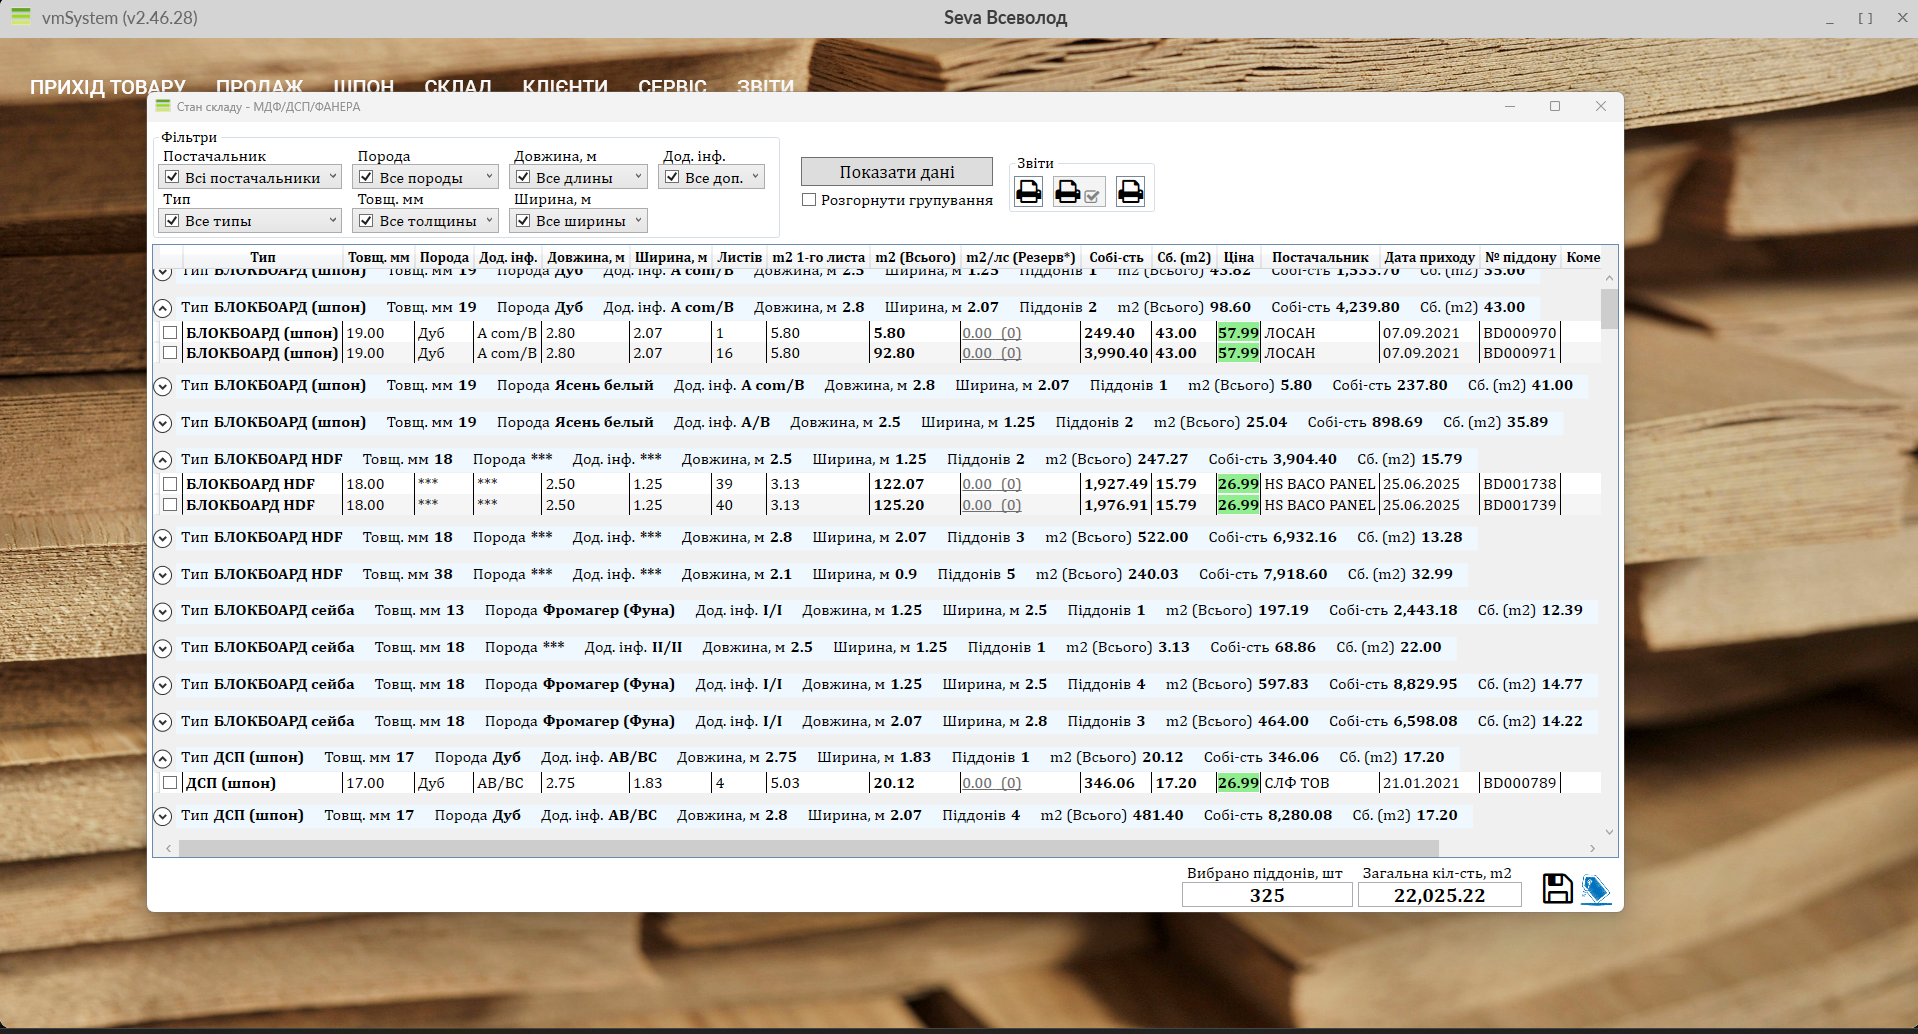 vmSystem (v2.46.28)
Seva Всеволод
ПРИХІД ТОВАРУ ПРОДАЖ ШПОН СКЛАД КЛІЄНТИ СЕРВІС ЗВІТИ
Стан складу - МДФ/ДСП/ФАНЕРА
Фільтри
Постачальник Порода Довжина, м Дод. інф.
Всі постачальники Все породы Все длины Все доп.
Тип Товщ. мм Ширина, м
Все типы Все толщины Все ширины
Показати дані
Розгорнути групування
Звіти
Тип Товщ. мм Порода Дод. інф. Довжина, м Ширина, м Листів m2 1-го листа m2 (Всього) m2/лс (Резерв*) Собі-сть Сб. (m2) Ціна Постачальник Дата приходу № піддону Коме
Тип БЛОКБОАРД (шпон) Товщ. мм 19 Порода Дуб Дод. інф. A com/B Довжина, м 2.5 Ширина, м 1.25 Піддонів 1 m2 (Всього) 43.82 Собі-сть 1,533.70 Сб. (m2) 35.00
Тип БЛОКБОАРД (шпон) Товщ. мм 19 Порода Дуб Дод. інф. A com/B Довжина, м 2.8 Ширина, м 2.07 Піддонів 2 m2 (Всього) 98.60 Собі-сть 4,239.80 Сб. (m2) 43.00
БЛОКБОАРД (шпон) 19.00 Дуб A com/B 2.80 2.07 1 5.80 5.80 0.00 (0) 249.40 43.00 57.99 ЛОСАН 07.09.2021 BD000970
БЛОКБОАРД (шпон) 19.00 Дуб A com/B 2.80 2.07 16 5.80 92.80 0.00 (0) 3,990.40 43.00 57.99 ЛОСАН 07.09.2021 BD000971
Тип БЛОКБОАРД (шпон) Товщ. мм 19 Порода Ясень белый Дод. інф. A com/B Довжина, м 2.8 Ширина, м 2.07 Піддонів 1 m2 (Всього) 5.80 Собі-сть 237.80 Сб. (m2) 41.00
Тип БЛОКБОАРД (шпон) Товщ. мм 19 Порода Ясень белый Дод. інф. A/B Довжина, м 2.5 Ширина, м 1.25 Піддонів 2 m2 (Всього) 25.04 Собі-сть 898.69 Сб. (m2) 35.89
Тип БЛОКБОАРД HDF Товщ. мм 18 Порода *** Дод. інф. *** Довжина, м 2.5 Ширина, м 1.25 Піддонів 2 m2 (Всього) 247.27 Собі-сть 3,904.40 Сб. (m2) 15.79
БЛОКБОАРД HDF 18.00 *** *** 2.50 1.25 39 3.13 122.07 0.00 (0) 1,927.49 15.79 26.99 HS BACO PANEL 25.06.2025 BD001738
БЛОКБОАРД HDF 18.00 *** *** 2.50 1.25 40 3.13 125.20 0.00 (0) 1,976.91 15.79 26.99 HS BACO PANEL 25.06.2025 BD001739
Тип БЛОКБОАРД HDF Товщ. мм 18 Порода *** Дод. інф. *** Довжина, м 2.8 Ширина, м 2.07 Піддонів 3 m2 (Всього) 522.00 Собі-сть 6,932.16 Сб. (m2) 13.28
Тип БЛОКБОАРД HDF Товщ. мм 38 Порода *** Дод. інф. *** Довжина, м 2.1 Ширина, м 0.9 Піддонів 5 m2 (Всього) 240.03 Собі-сть 7,918.60 Сб. (m2) 32.99
Тип БЛОКБОАРД сейба Товщ. мм 13 Порода Фромагер (Фуна) Дод. інф. I/I Довжина, м 1.25 Ширина, м 2.5 Піддонів 1 m2 (Всього) 197.19 Собі-сть 2,443.18 Сб. (m2) 12.39
Тип БЛОКБОАРД сейба Товщ. мм 18 Порода *** Дод. інф. II/II Довжина, м 2.5 Ширина, м 1.25 Піддонів 1 m2 (Всього) 3.13 Собі-сть 68.86 Сб. (m2) 22.00
Тип БЛОКБОАРД сейба Товщ. мм 18 Порода Фромагер (Фуна) Дод. інф. I/I Довжина, м 1.25 Ширина, м 2.5 Піддонів 4 m2 (Всього) 597.83 Собі-сть 8,829.95 Сб. (m2) 14.77
Тип БЛОКБОАРД сейба Товщ. мм 18 Порода Фромагер (Фуна) Дод. інф. I/I Довжина, м 2.07 Ширина, м 2.8 Піддонів 3 m2 (Всього) 464.00 Собі-сть 6,598.08 Сб. (m2) 14.22
Тип ДСП (шпон) Товщ. мм 17 Порода Дуб Дод. інф. АВ/ВС Довжина, м 2.75 Ширина, м 1.83 Піддонів 1 m2 (Всього) 20.12 Собі-сть 346.06 Сб. (m2) 17.20
ДСП (шпон) 17.00 Дуб АВ/ВС 2.75 1.83 4 5.03 20.12 0.00 (0) 346.06 17.20 26.99 СЛФ ТОВ 21.01.2021 BD000789
Тип ДСП (шпон) Товщ. мм 17 Порода Дуб Дод. інф. АВ/ВС Довжина, м 2.8 Ширина, м 2.07 Піддонів 4 m2 (Всього) 481.40 Собі-сть 8,280.08 Сб. (m2) 17.20
Вибрано піддонів, шт Загальна кіл-сть, m2
325 22,025.22